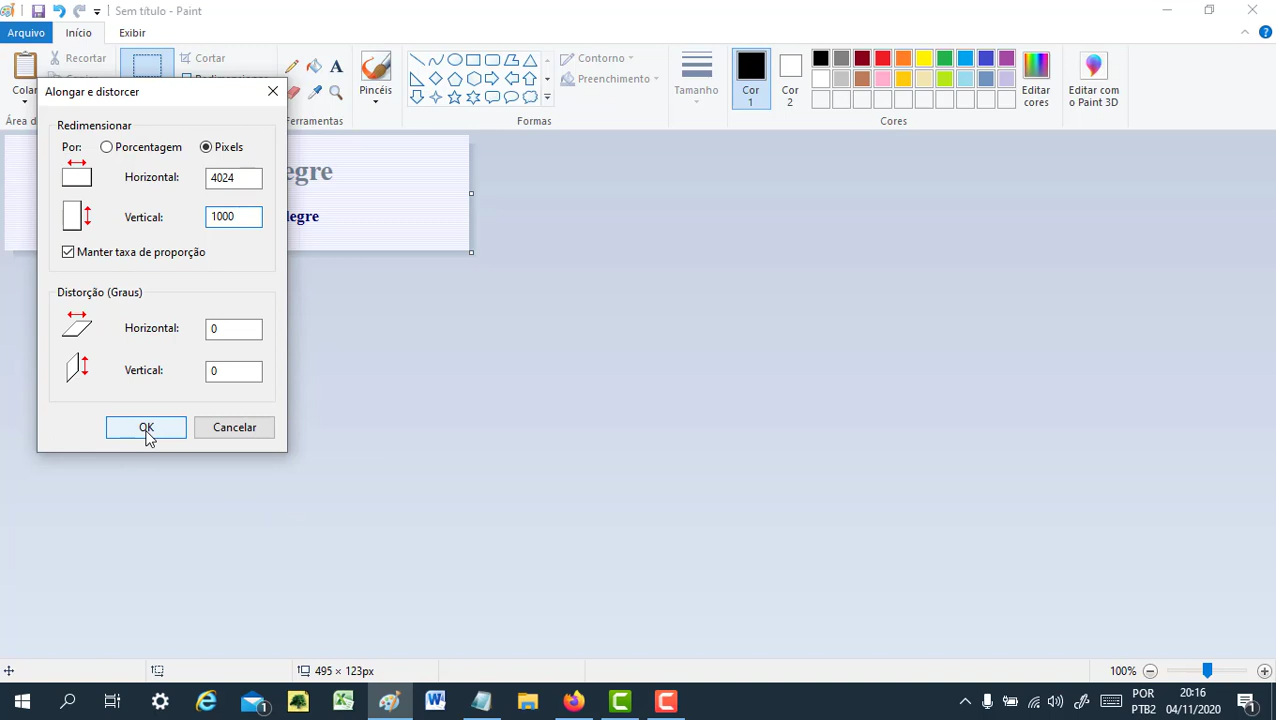 Sem título - Paint
Arquivo
Início
Exibir
Recortar
Cortar
Colar
Pincéis
Contorno
Preenchimento
Tamanho
Cor
1
Cor
2
Editar
cores
Editar com
o Paint 3D
Área d
Ferramentas
Formas
Cores
Alongar e distorcer
Redimensionar
Por:
Porcentagem
Pixels
Horizontal:
4024
Vertical:
1000
Manter taxa de proporção
Distorção (Graus)
Horizontal:
0
Vertical:
0
OK
Cancelar
egre
legre
495 × 123px
100%
1
POR
PTB2
20:16
04/11/2020
1